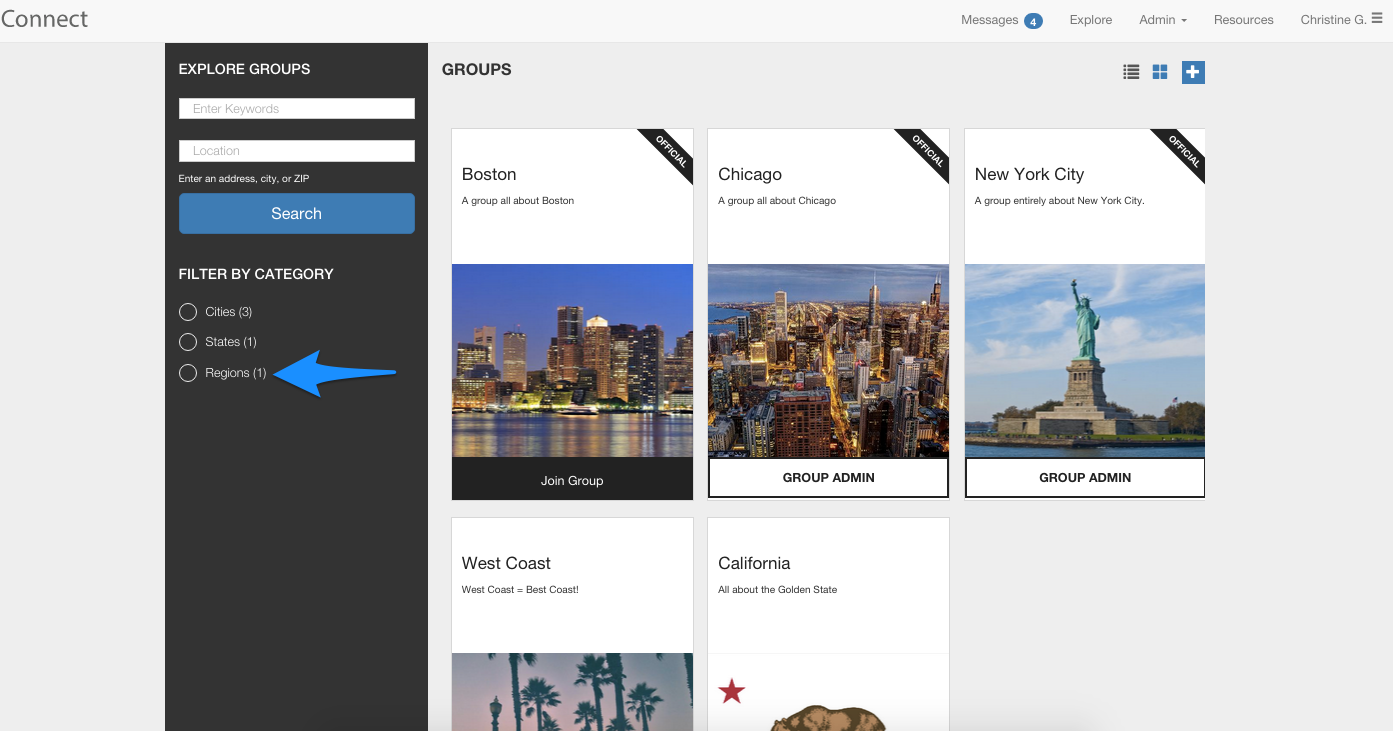 Connect
Messages 4 Explore Admin Resources Christine G.
EXPLORE GROUPS
Enter Keywords
Location
Enter an address, city, or ZIP
Search
FILTER BY CATEGORY
Cities (3)
States (1)
Regions (1)
GROUPS
OFFICIAL
Boston
A group all about Boston
Join Group
OFFICIAL
Chicago
A group all about Chicago
GROUP ADMIN
OFFICIAL
New York City
A group entirely about New York City.
GROUP ADMIN
West Coast
West Coast = Best Coast!
California
All about the Golden State